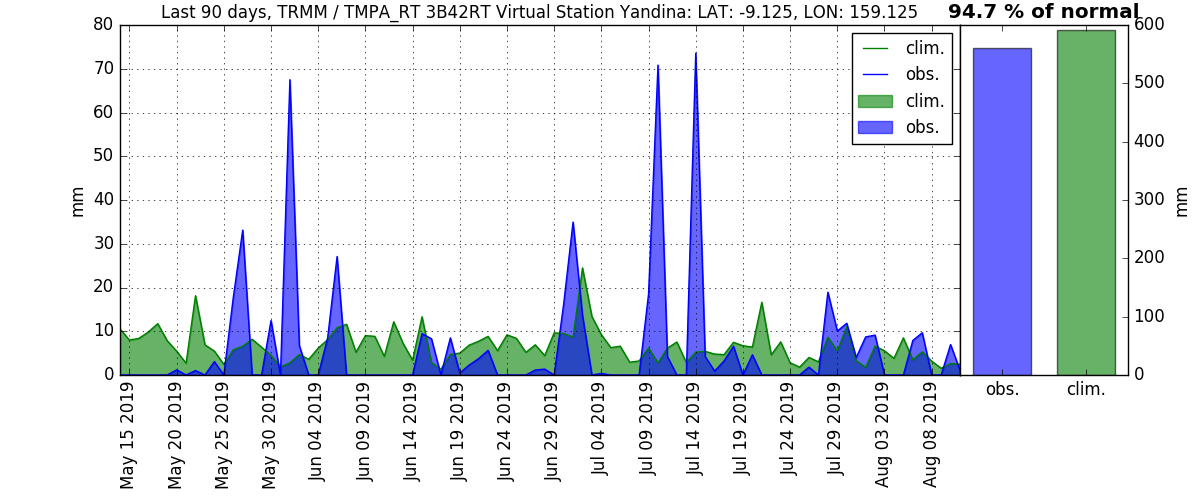 Last 90 days, TRMM / TMPA_RT 3B42RT Virtual Station Yandina: LAT: -9.125, LON: 159.125
94.7 % of normal
80
70
60
50
40
30
20
10
0
mm
clim.
obs.
clim.
obs.
600
500
400
300
200
100
0
mm
May 15 2019
May 20 2019
May 25 2019
May 30 2019
Jun 04 2019
Jun 09 2019
Jun 14 2019
Jun 19 2019
Jun 24 2019
Jun 29 2019
Jul 04 2019
Jul 09 2019
Jul 14 2019
Jul 19 2019
Jul 24 2019
Jul 29 2019
Aug 03 2019
Aug 08 2019
obs.
clim.